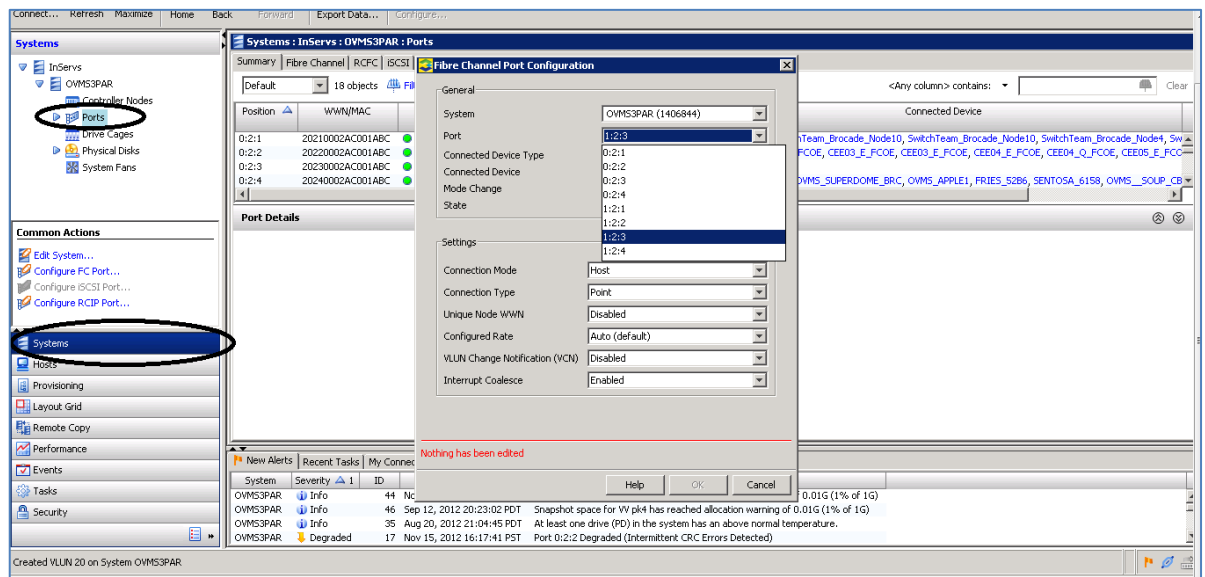 Connect... Refresh Maximize Home Back Forward Export Data... Configure...
Systems
InServs
OVMS3PAR
Controller Nodes
Ports
Drive Cages
Physical Disks
System Fans
Common Actions
Edit System...
Configure FC Port...
Configure iSCSI Port...
Configure RCIP Port...
Systems
Hosts
Provisioning
Layout Grid
Remote Copy
Performance
Events
Tasks
Security
Systems : InServs : OVMS3PAR : Ports
Summary Fibre Channel RCFC iSCSI
Default 18 objects <Any column> contains: Clear
Position WWN/MAC Connected Device
0:2:1 20210002AC001ABC SwitchTeam_Brocade_Node10, SwitchTeam_Brocade_Node4,
0:2:2 20220002AC001ABC CEE03_E_FCOE, CEE03_E_FCOE, CEE04_E_FCOE, CEE04_Q_FCOE,
0:2:3 20230002AC001ABC
0:2:4 20240002AC001ABC OVMS_SUPERDOME_BRC, OVMS_APPLE1, FRIES_52B6, SENTOSA_6158,
Port Details
Fibre Channel Port Configuration
General
System OVMS3PAR (1406844)
Port 1:2:3
Connected Device Type
Connected Device
Mode Change
State
0:2:1
0:2:2
0:2:3
0:2:4
1:2:1
1:2:2
1:2:3
1:2:4
Settings
Connection Mode Host
Connection Type Point
Unique Node WWN Disabled
Configured Rate Auto (default)
VLUN Change Notification (VCN) Disabled
Interrupt Coalesce Enabled
Nothing has been edited
Help OK Cancel
New Alerts Recent Tasks My Connec
System Severity 1 ID
OVMS3PAR Info 44 0.01G (1% of 1G)
OVMS3PAR Info 46 Sep 12, 2012 20:23:02 PDT Snapshot space for VV pk4 has reached allocation warning of 0.01G (1% of 1G)
OVMS3PAR Info 35 Aug 20, 2012 21:04:45 PDT At least one drive (PD) in the system has an above normal temperature.
OVMS3PAR Degraded 17 Nov 15, 2012 16:17:41 PST Port 0:2:2 Degraded (Intermittent CRC Errors Detected)
Created VLUN 20 on System OVMS3PAR